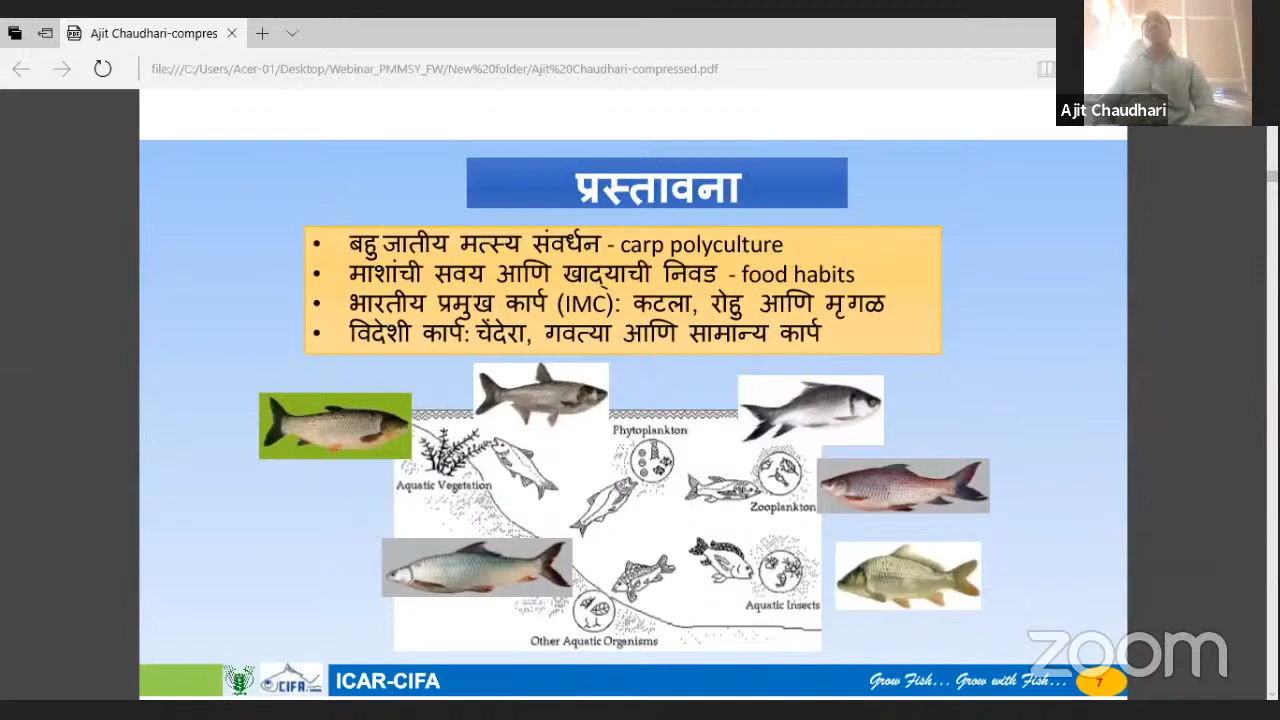 Ajit Chaudhari-compres
file:///C:/Users/Acer-01/Desktop/Webinar_PMMSY_FW/New%20folder/Ajit%20Chaudhari-compressed.pdf
Ajit Chaudhari
प्रस्तावना
• बहु जातीय मत्स्य संवर्धन - carp polyculture
• माशांची सवय आणि खाद्याची निवड - food habits
• भारतीय प्रमुख कार्प (IMC): कटला, रोहु आणि मृगळ
• विदेशी कार्प: चेंदेरा, गवत्या आणि सामान्य कार्प
Phytoplankton
Aquatic Vegetation
Zooplankton
Aquatic Insects
Other Aquatic Organisms
zoom
CIFA
ICAR-CIFA
Grow Fish... Grow with Fish...
7